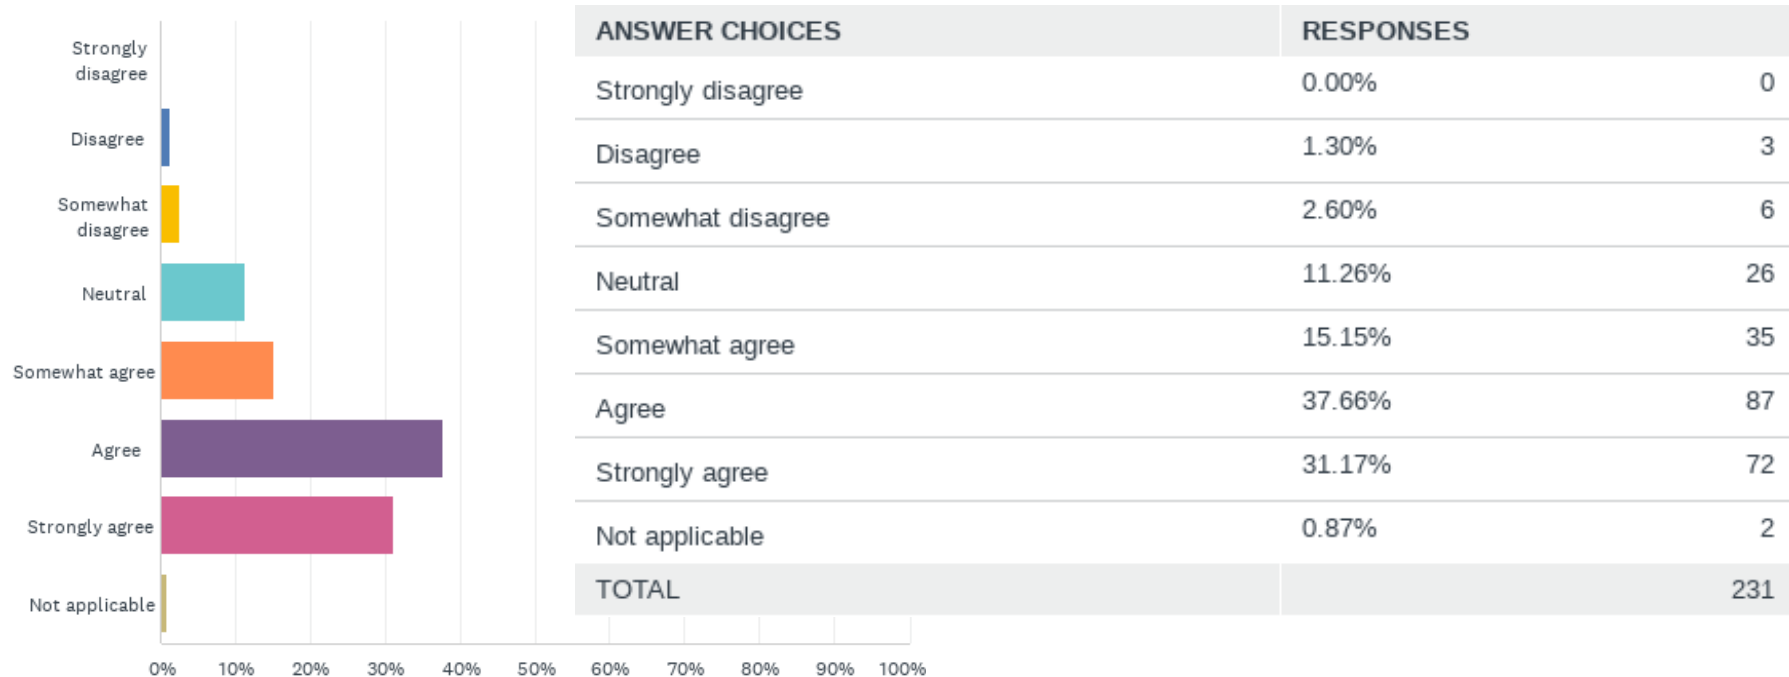 Strongly
disagree
Disagree
Somewhat
disagree
Neutral
Somewhat agree
Agree
Strongly agree
Not applicable
0% 10% 20% 30% 40% 50% 60% 70% 80% 90% 100%
ANSWER CHOICES RESPONSES
Strongly disagree 0.00% 0
Disagree 1.30% 3
Somewhat disagree 2.60% 6
Neutral 11.26% 26
Somewhat agree 15.15% 35
Agree 37.66% 87
Strongly agree 31.17% 72
Not applicable 0.87% 2
TOTAL 231